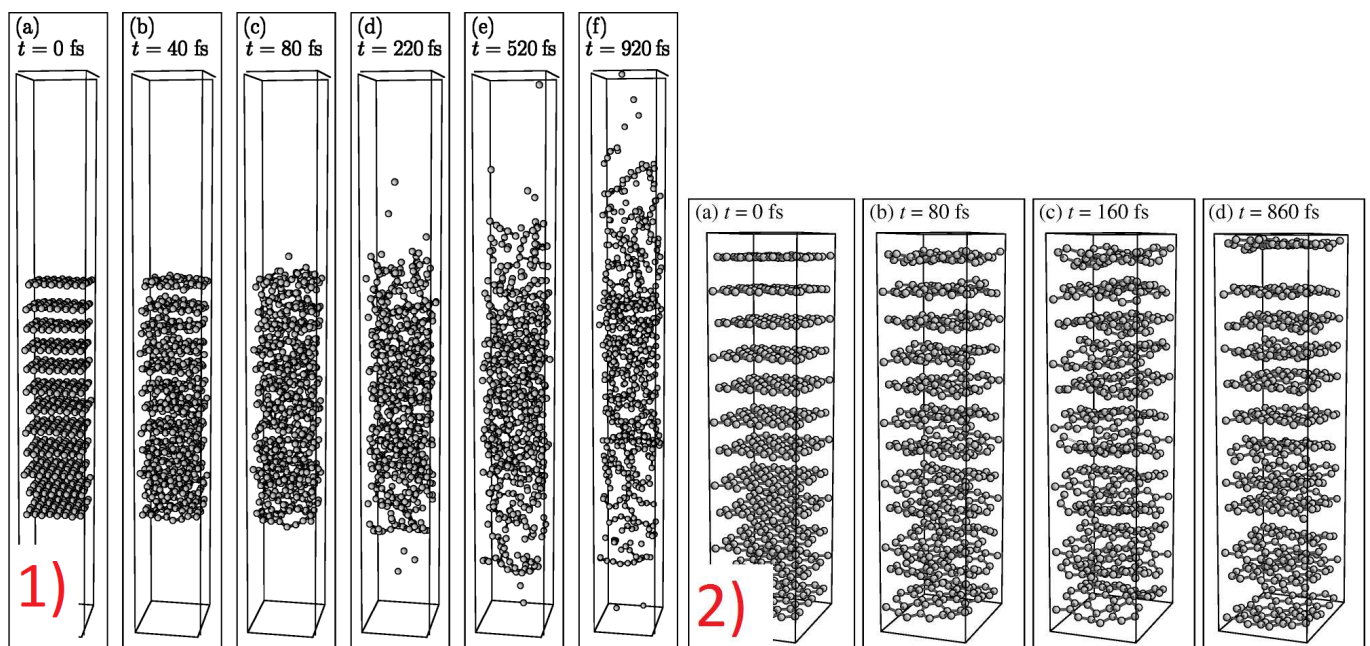 (a)
t = 0 fs
(b)
t = 40 fs
(c)
t = 80 fs
(d)
t = 220 fs
(e)
t = 520 fs
(f)
t = 920 fs
1)
(a) t = 0 fs
(b) t = 80 fs
(c) t = 160 fs
(d) t = 860 fs
2)